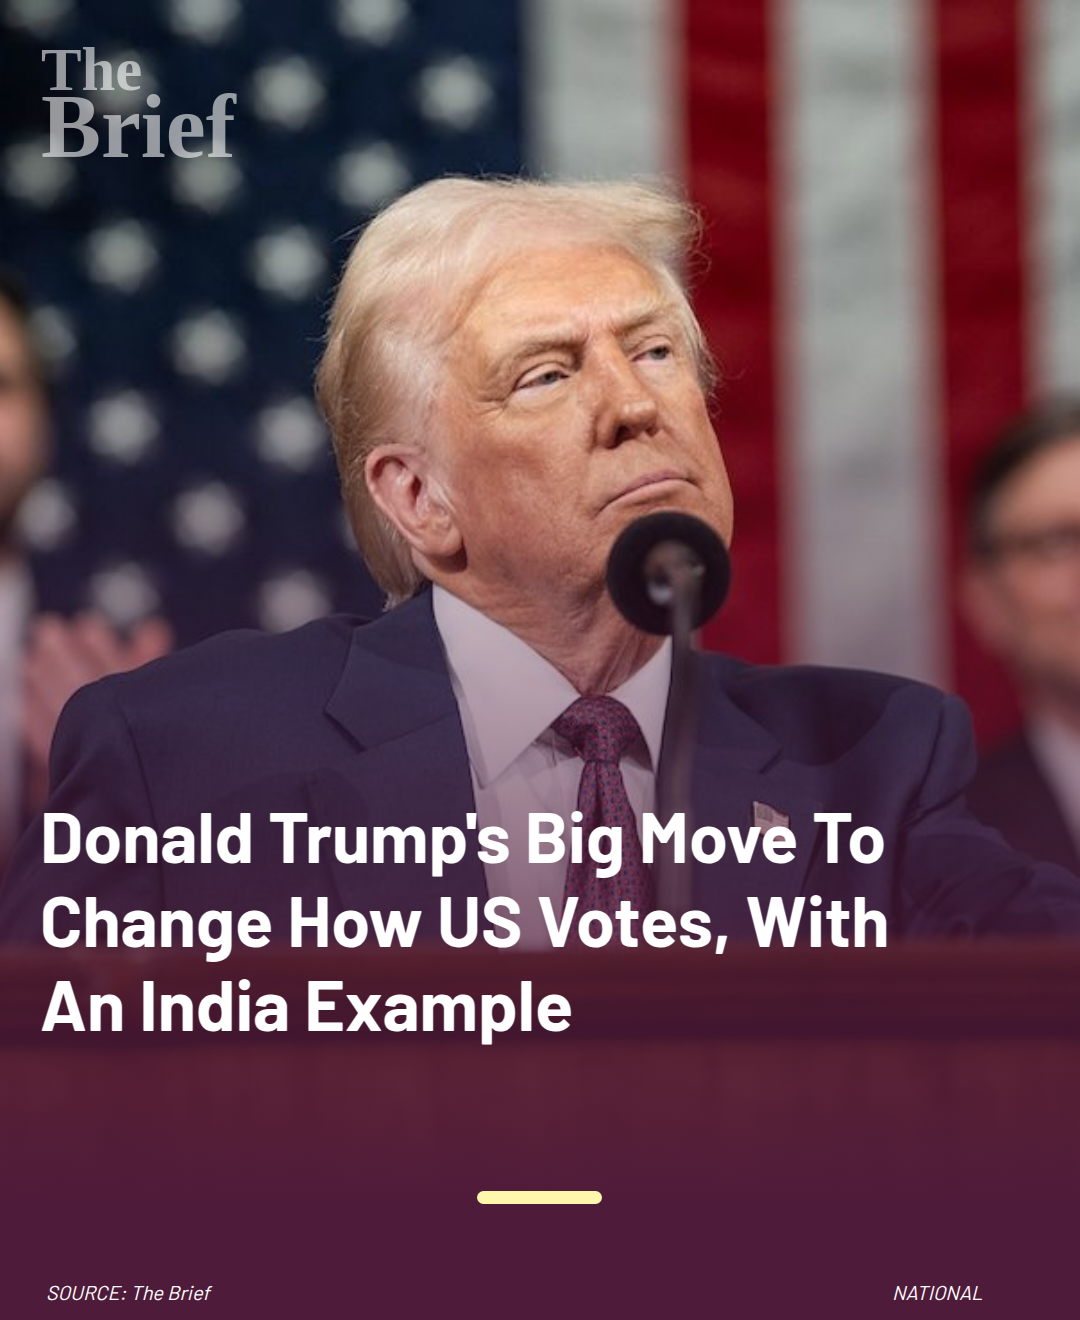 The
Brief
Donald Trump's Big Move To
Change How US Votes, With
An India Example
SOURCE: The Brief
NATIONAL